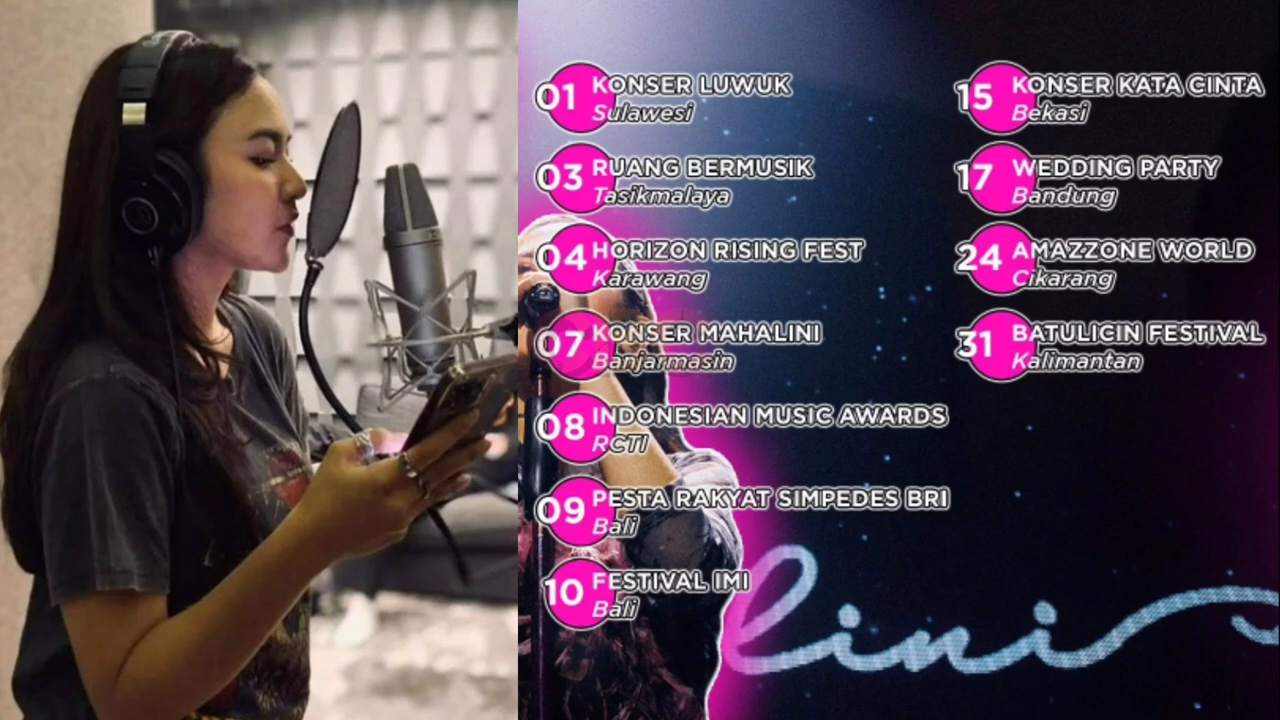 01 KONSER LUWUK
Sulawesi
03 RUANG BERMUSIK
Tasikmalaya
04 HORIZON RISING FEST
Karawang
07 KONSER MAHALINI
Banjarmasin
08 INDONESIAN MUSIC AWARDS
RCTI
09 PESTA RAKYAT SIMPEDES BRI
Bali
10 FESTIVAL IMI
Bali
15 KONSER KATA CINTA
Bekasi
17 WEDDING PARTY
Bandung
24 AMAZZONE WORLD
Cikarang
31 BATULICIN FESTIVAL
Kalimantan
lini